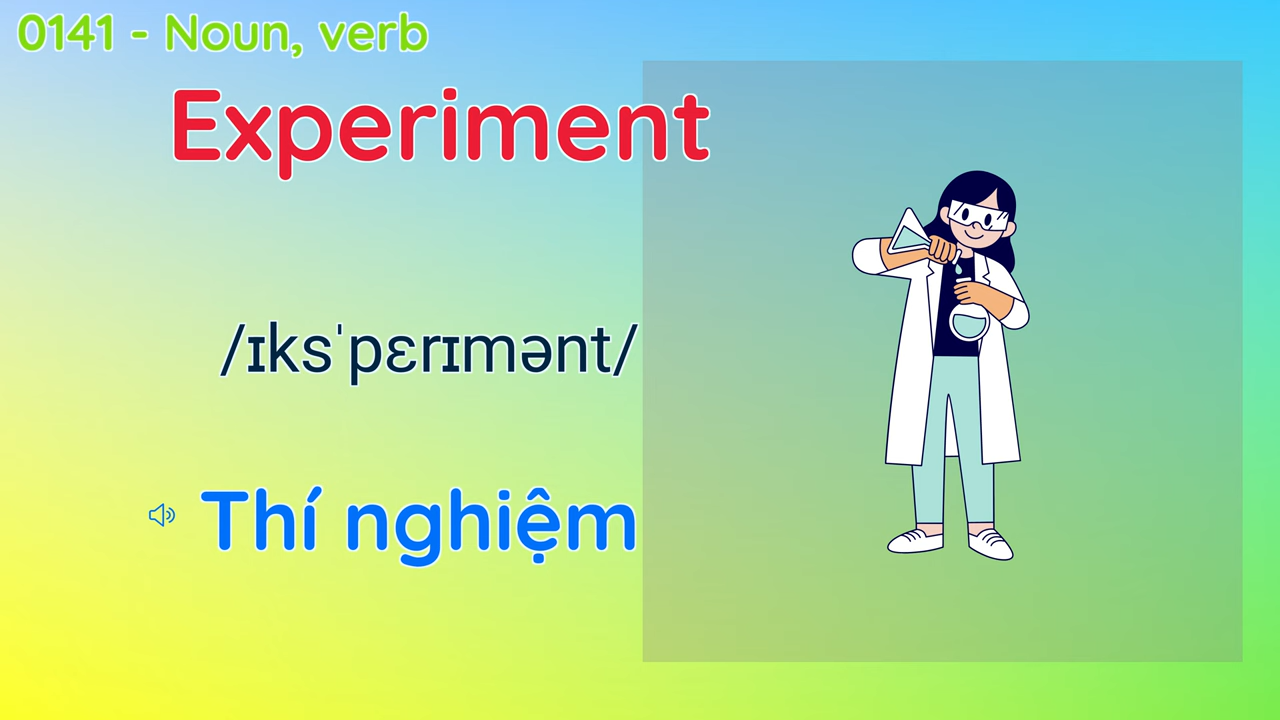 0141 - Noun, verb
Experiment
/ɪksˈpɛrɪmənt/
Thí nghiệm